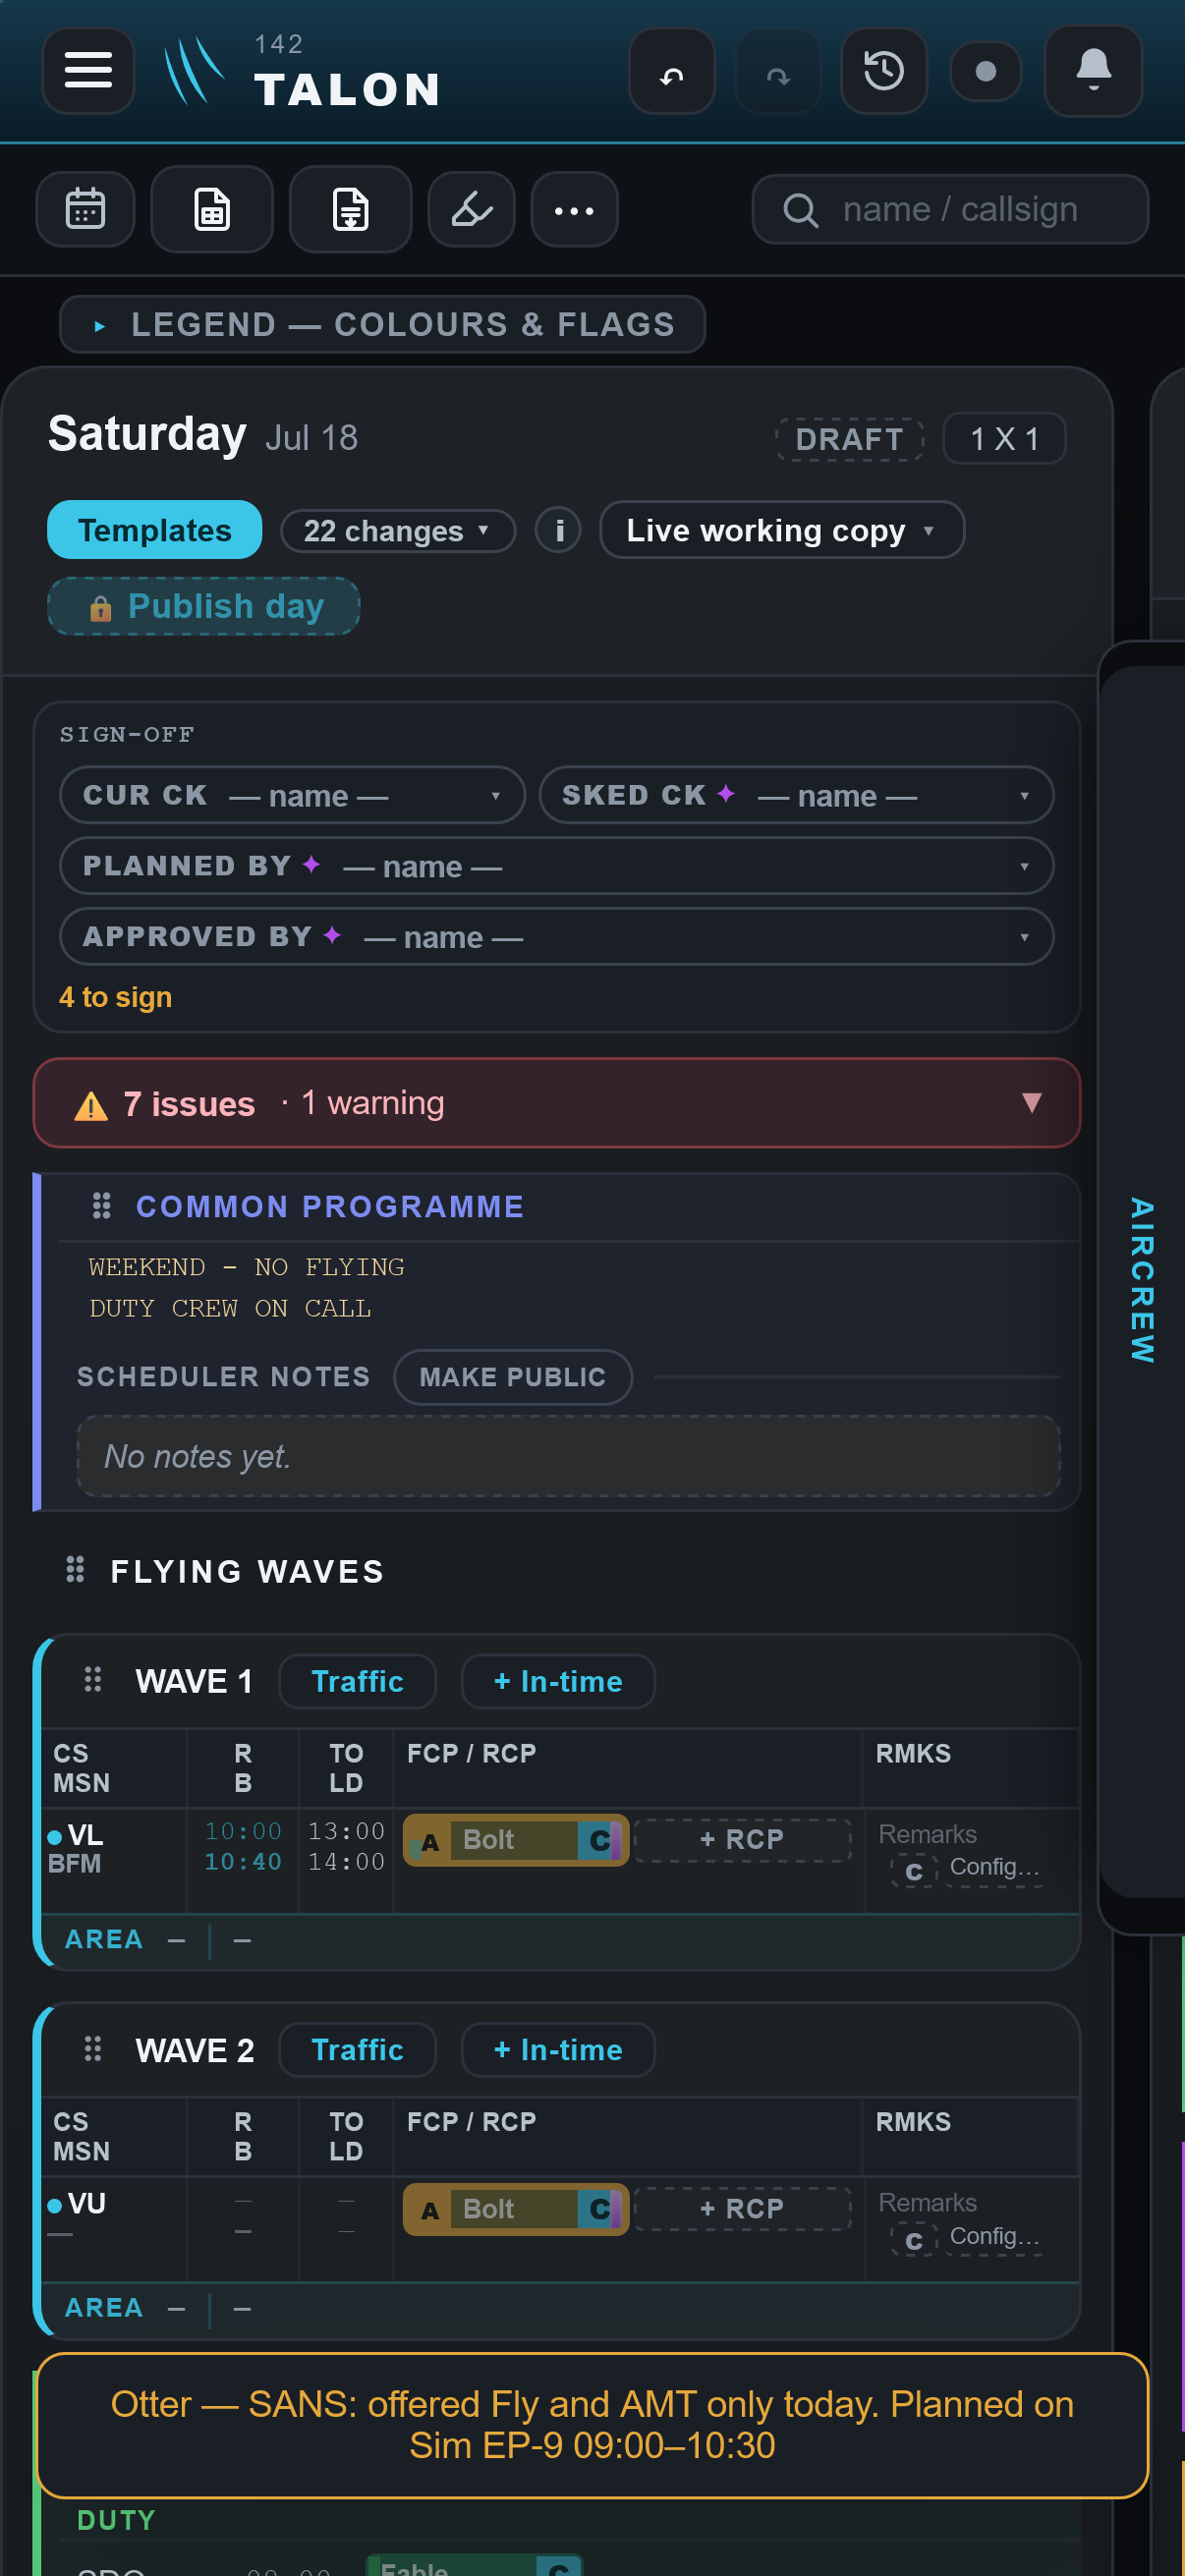 142
TALON
name / callsign
LEGEND — COLOURS & FLAGS
Saturday Jul 18 DRAFT 1 X 1
Templates 22 changes i Live working copy
Publish day
SIGN-OFF
CUR CK — name — SKED CK — name —
PLANNED BY — name —
APPROVED BY — name —
4 to sign
7 issues · 1 warning
COMMON PROGRAMME
WEEKEND - NO FLYING
DUTY CREW ON CALL
SCHEDULER NOTES MAKE PUBLIC
No notes yet.
FLYING WAVES
WAVE 1 Traffic + In-time
CS R TO FCP / RCP RMKS
MSN B LD
VL 10:00 13:00 A Bolt C + RCP Remarks
BFM 10:40 14:00 C Config...
AREA — | —
WAVE 2 Traffic + In-time
CS R TO FCP / RCP RMKS
MSN B LD
VU — — A Bolt C + RCP Remarks
— — — C Config...
AREA — | —
Otter — SANS: offered Fly and AMT only today. Planned on
Sim EP-9 09:00–10:30
DUTY
Fable C
AIRCREW